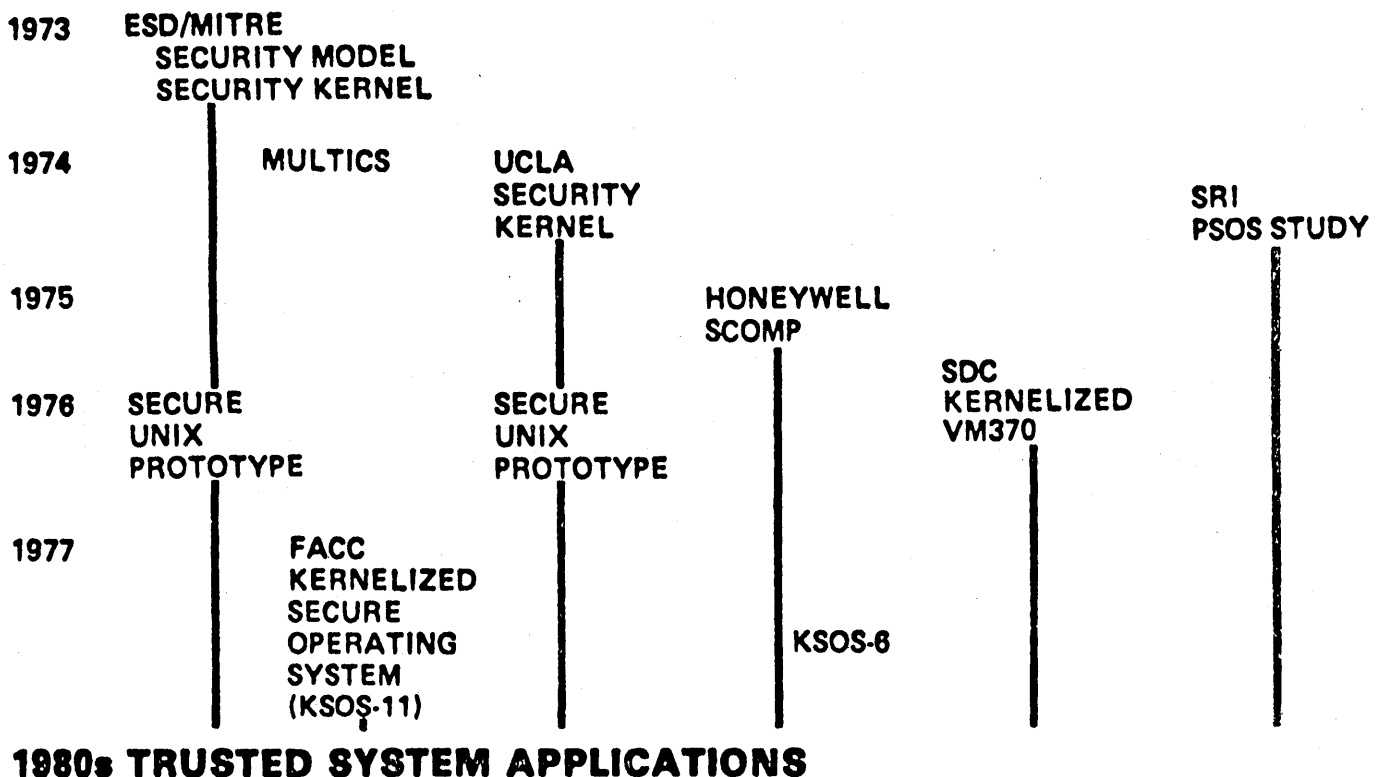 1973
ESD/MITRE
SECURITY MODEL
SECURITY KERNEL
1974
MULTICS
UCLA
SECURITY
KERNEL
SRI
PSOS STUDY
1975
HONEYWELL
SCOMP
SDC
KERNELIZED
VM370
1976
SECURE
UNIX
PROTOTYPE
SECURE
UNIX
PROTOTYPE
1977
FACC
KERNELIZED
SECURE
OPERATING
SYSTEM
(KSOS-11)
KSOS-6
1980s TRUSTED SYSTEM APPLICATIONS